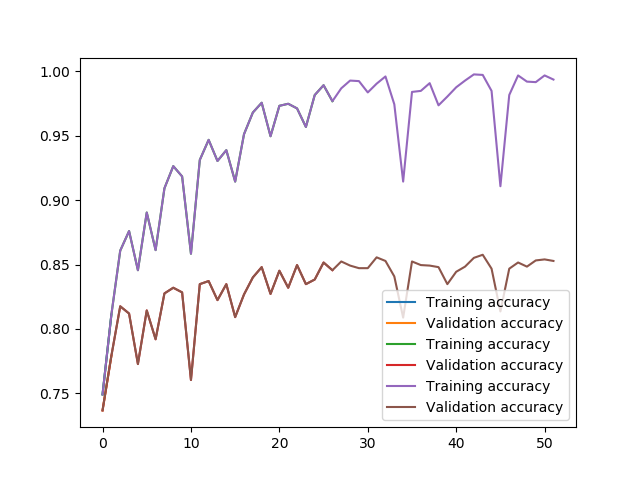 1.00
0.95
0.90
0.85
0.80
0.75
Training accuracy
Validation accuracy
Training accuracy
Validation accuracy
Training accuracy
Validation accuracy
0 10 20 30 40 50